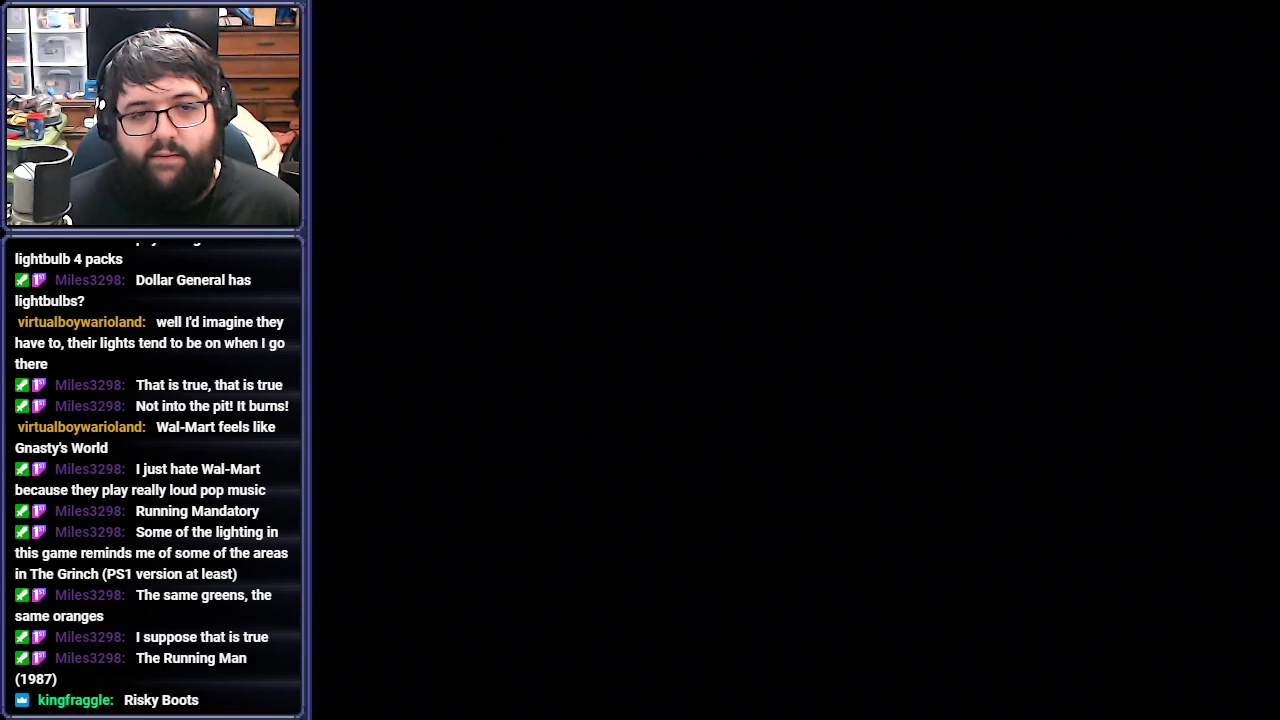 lightbulb 4 packs
Miles3298: Dollar General has
lightbulbs?
virtualboywarioland: well I'd imagine they
have to, their lights tend to be on when I go
there
Miles3298: That is true, that is true
Miles3298: Not into the pit! It burns!
virtualboywarioland: Wal-Mart feels like
Gnasty's World
Miles3298: I just hate Wal-Mart
because they play really loud pop music
Miles3298: Running Mandatory
Miles3298: Some of the lighting in
this game reminds me of some of the areas
in The Grinch (PS1 version at least)
Miles3298: The same greens, the
same oranges
Miles3298: I suppose that is true
Miles3298: The Running Man
(1987)
kingfraggle: Risky Boots